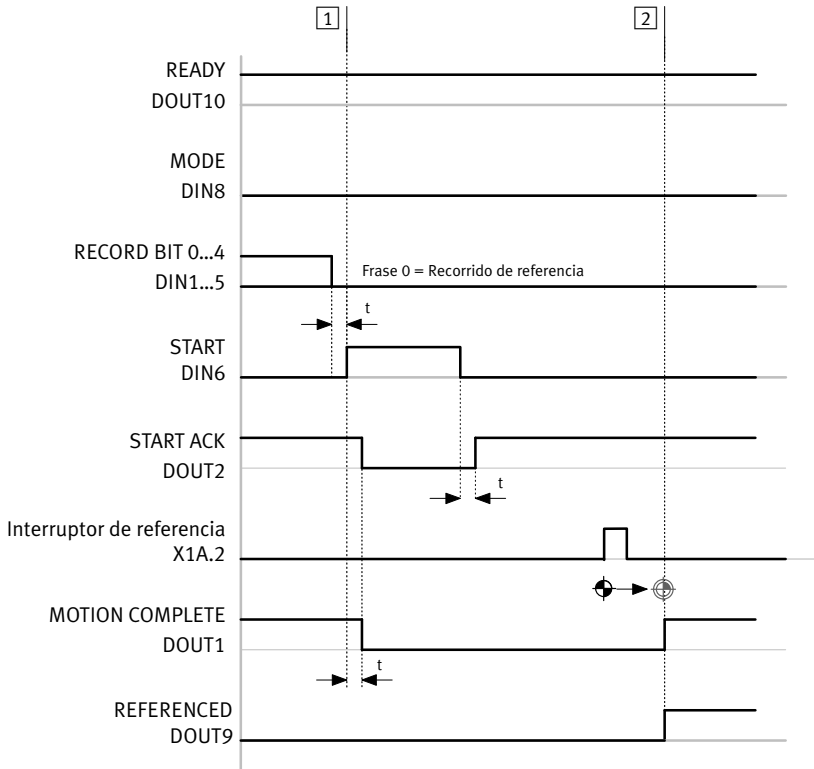 1
2
READY
DOUT10
MODE
DIN8
RECORD BIT 0...4
DIN1...5
Frase 0 = Recorrido de referencia
t
START
DIN6
START ACK
DOUT2
t
Interruptor de referencia
X1A.2
MOTION COMPLETE
DOUT1
t
REFERENCED
DOUT9